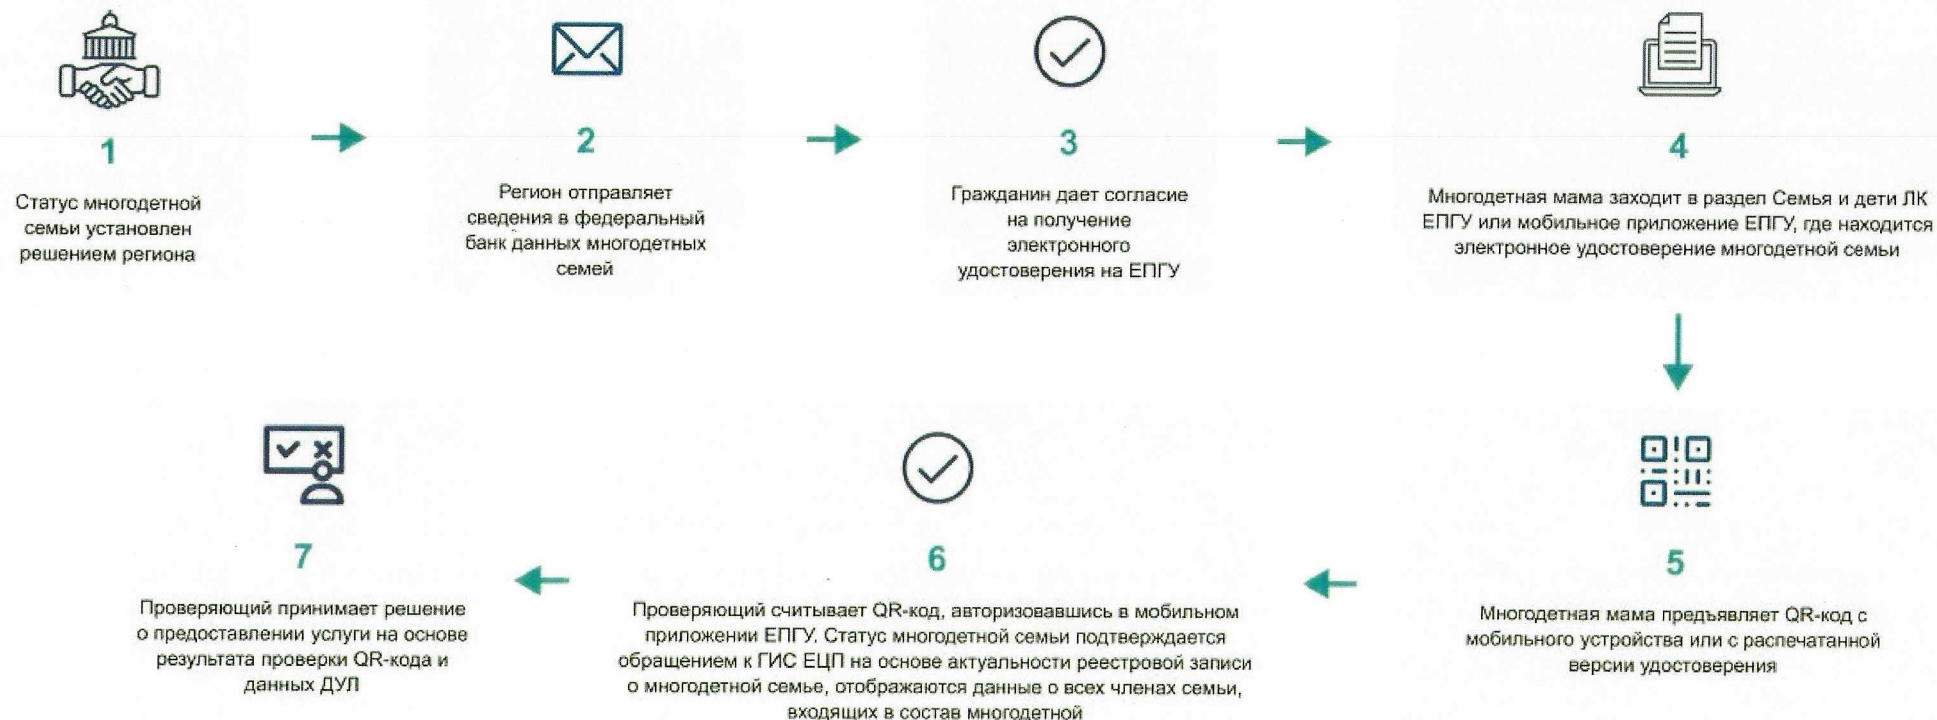 1
Статус многодетной
семьи установлен
решением региона
2
Регион отправляет
сведения в федеральный
банк данных многодетных
семей
3
Гражданин дает согласие
на получение
электронного
удостоверения на ЕПГУ
4
Многодетная мама заходит в раздел Семья и дети ЛК
ЕПГУ или мобильное приложение ЕПГУ, где находится
электронное удостоверение многодетной семьи
5
Многодетная мама предъявляет QR-код с
мобильного устройства или с распечатанной
версии удостоверения
6
Проверяющий считывает QR-код, авторизовавшись в мобильном
приложении ЕПГУ. Статус многодетной семьи подтверждается
обращением к ГИС ЕЦП на основе актуальности реестровой записи
о многодетной семье, отображаются данные о всех членах семьи,
входящих в состав многодетной
7
Проверяющий принимает решение
о предоставлении услуги на основе
результата проверки QR-кода и
данных ДУЛ